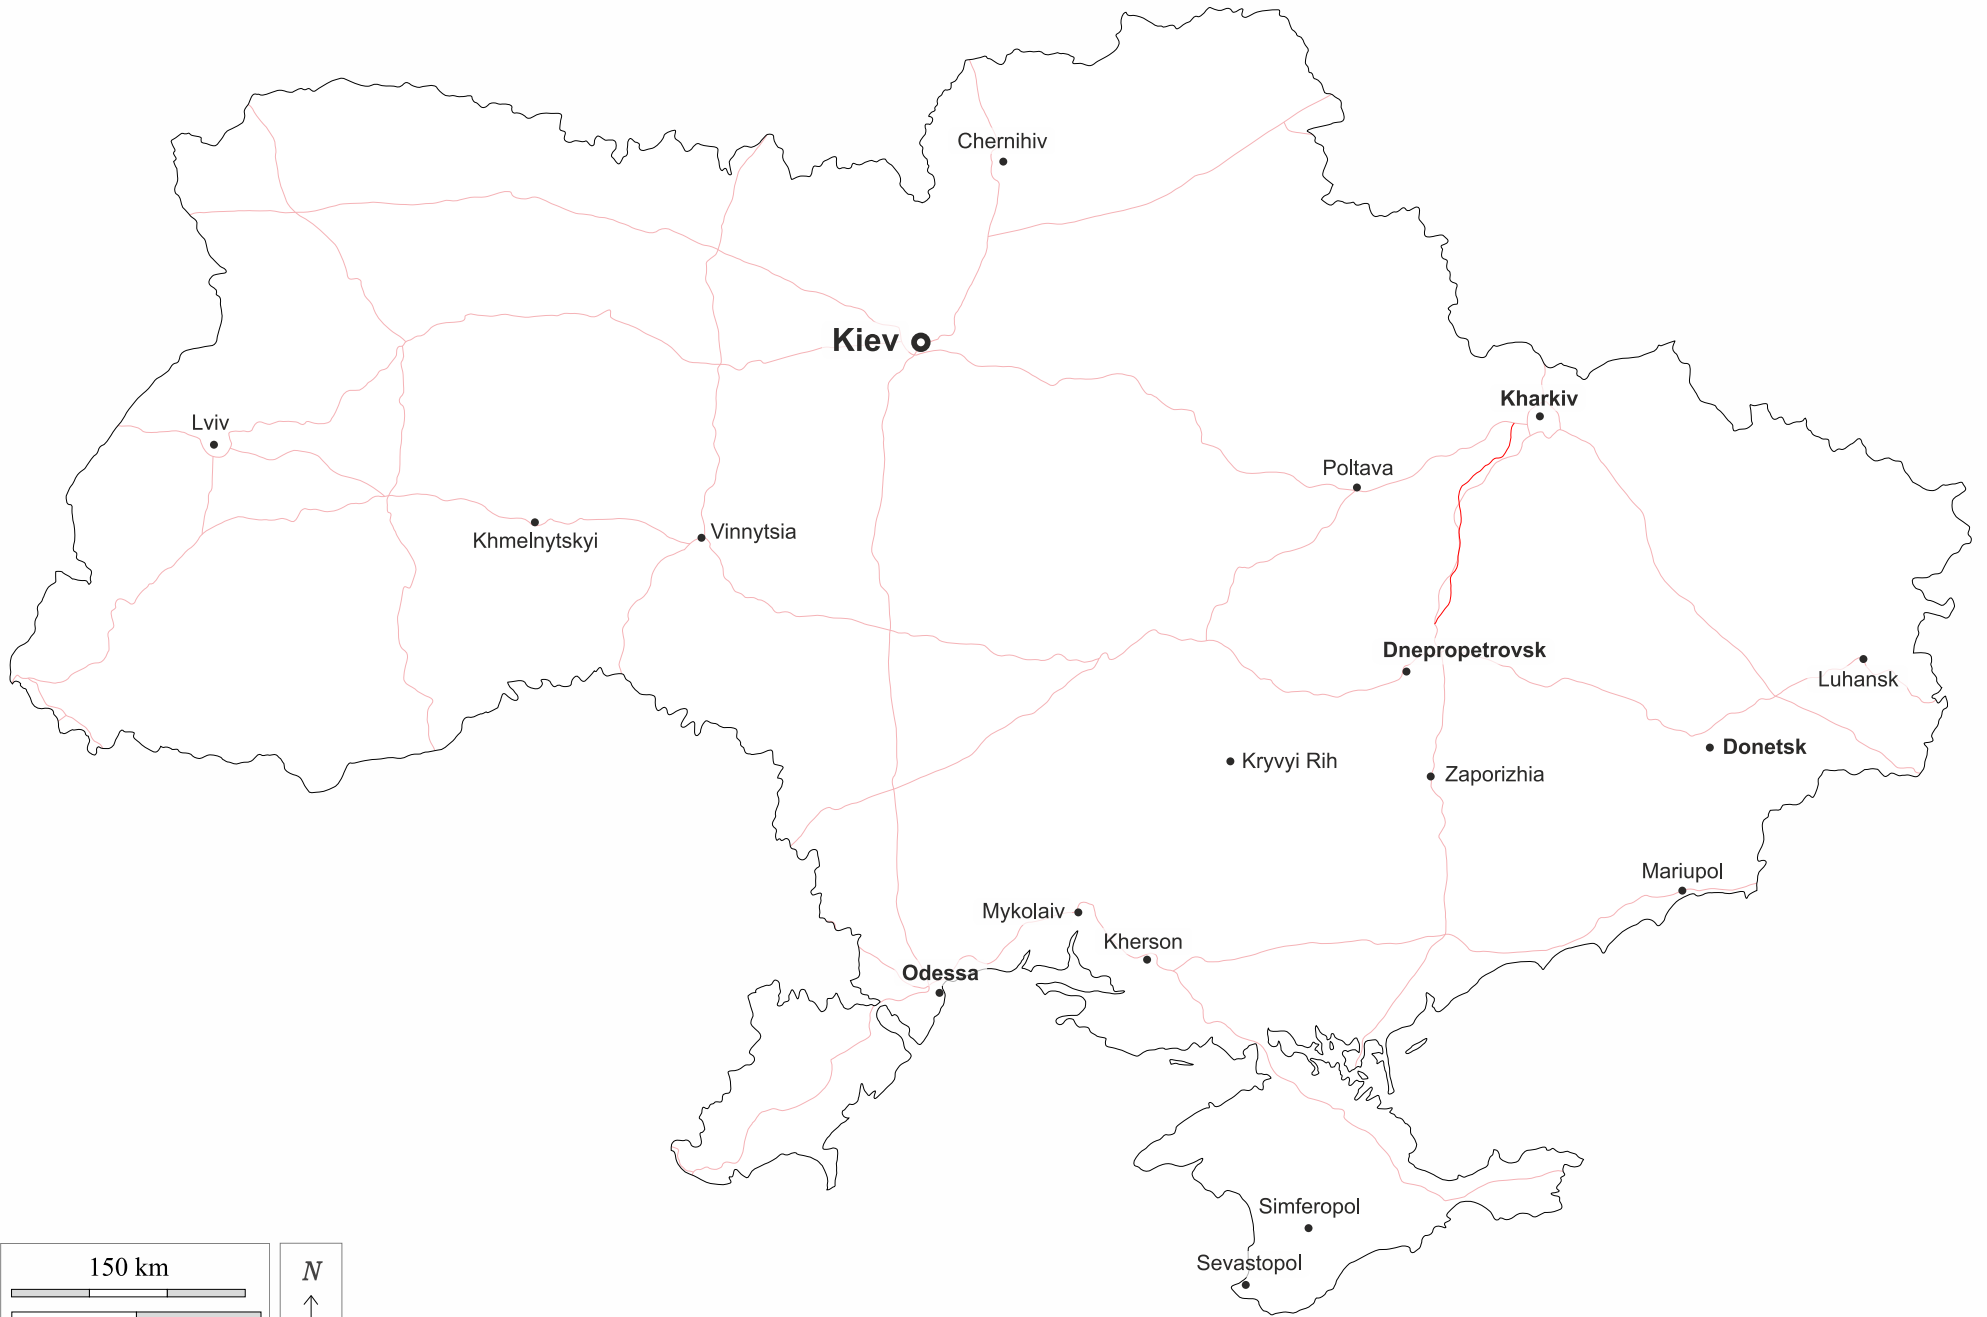 Chernihiv
Kiev
Kharkiv
Lviv
Poltava
Vinnytsia
Khmelnytskyi
Dnepropetrovsk
Luhansk
Donetsk
Kryvyi Rih
Zaporizhia
Mariupol
Mykolaiv
Kherson
Odessa
Simferopol
Sevastopol
150 km
N